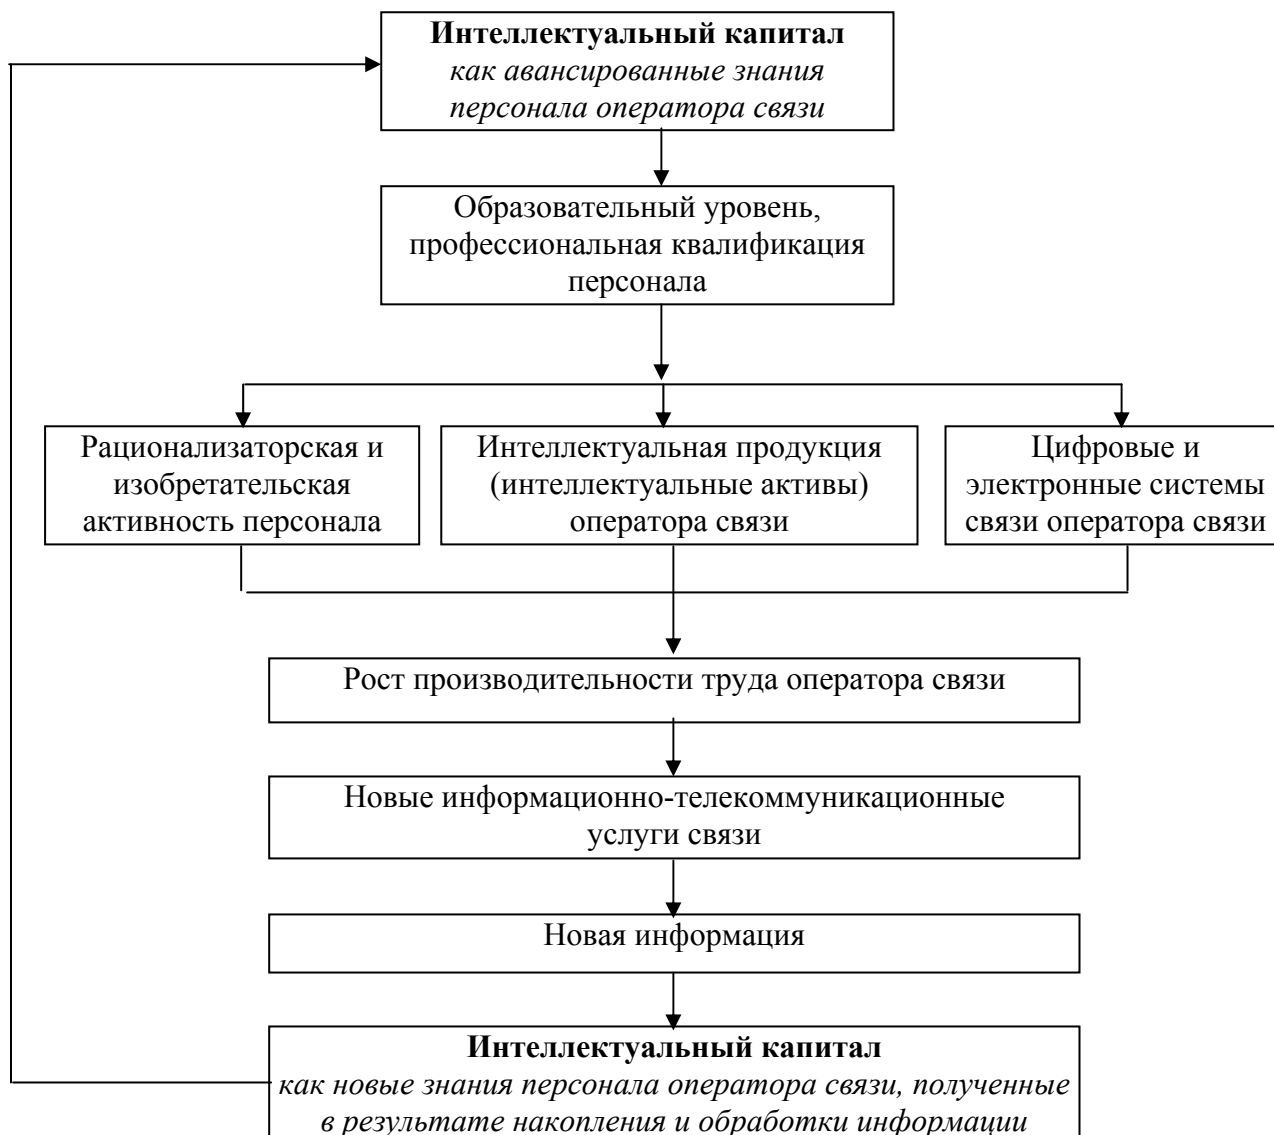 Интеллектуальный капитал
как авансированные знания
персонала оператора связи
Образовательный уровень,
профессиональная квалификация
персонала
Рационализаторская и
изобретательская
активность персонала
Интеллектуальная продукция
(интеллектуальные активы)
оператора связи
Цифровые и
электронные системы
связи оператора связи
Рост производительности труда оператора связи
Новые информационно-телекоммуникационные
услуги связи
Новая информация
Интеллектуальный капитал
как новые знания персонала оператора связи, полученные
в результате накопления и обработки информации